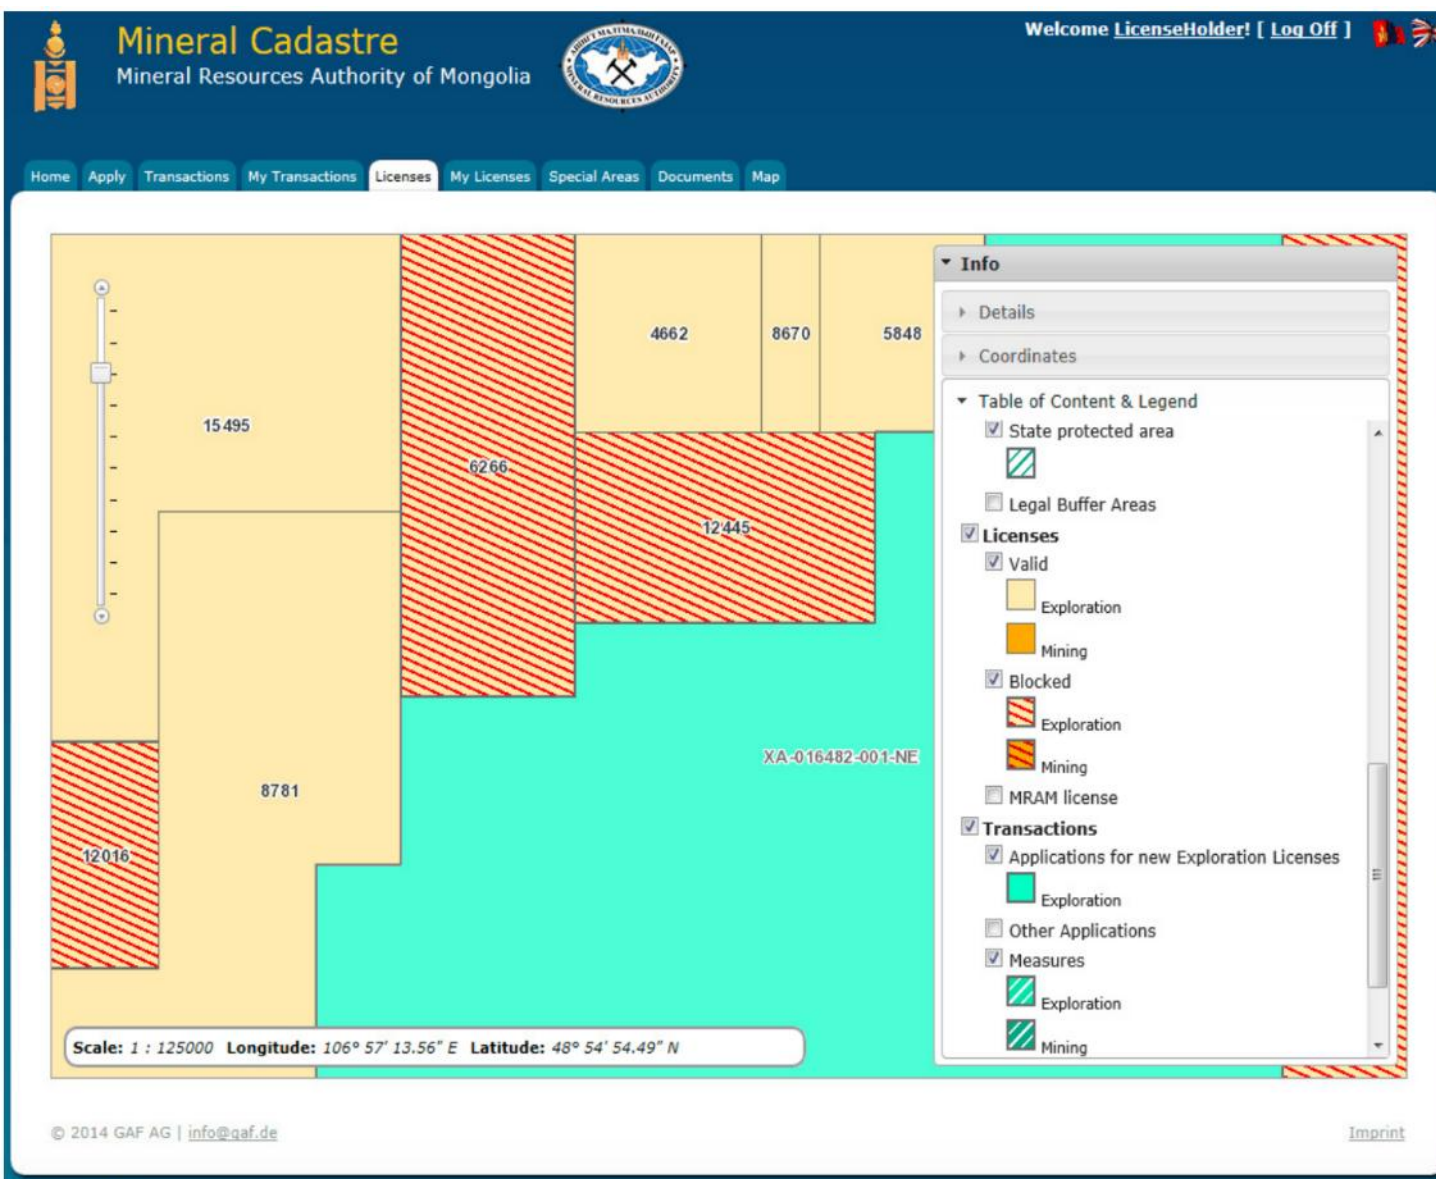 Welcome LicenseHolder! [ Log Off ]
Mineral Cadastre
Mineral Resources Authority of Mongolia
MINERAL RESOURCES AUTHORITY
Home Apply Transactions My Transactions Licenses My Licenses Special Areas Documents Map
15495
6266
4662
8670
5848
12445
XA-016482-001-NE
8781
12016
Info
Details
Coordinates
Table of Content & Legend
State protected area
Legal Buffer Areas
Licenses
Valid
Exploration
Mining
Blocked
Exploration
Mining
MRAM license
Transactions
Applications for new Exploration Licenses
Exploration
Other Applications
Measures
Exploration
Mining
Scale: 1 : 125000 Longitude: 106° 57' 13.56" E Latitude: 48° 54' 54.49" N
© 2014 GAF AG | info@gaf.de
Imprint